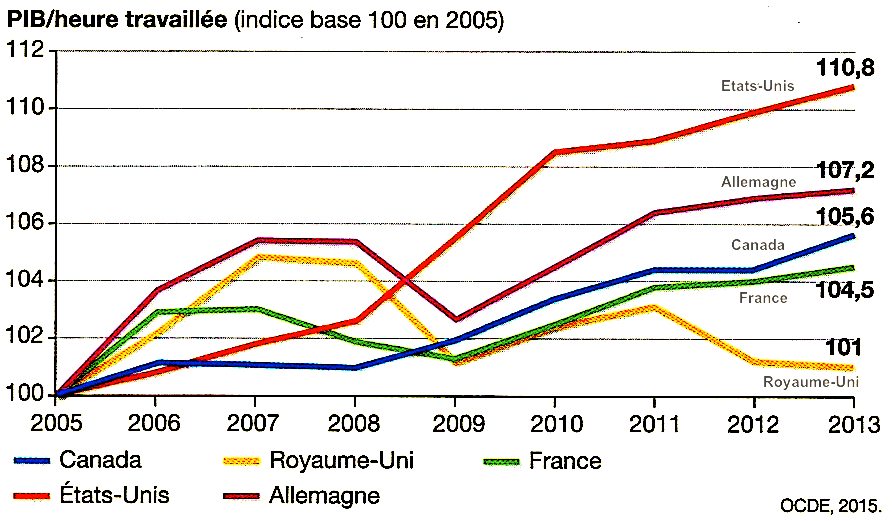 PIB/heure travaillée (indice base 100 en 2005)
112
110,8
Etats-Unis
110
108
107,2
Allemagne
106
105,6
Canada
104
France
104,5
102
101
100
Royaume-Uni
2005 2006 2007 2008 2009 2010 2011 2012 2013
Canada Royaume-Uni France
États-Unis Allemagne
OCDE, 2015.